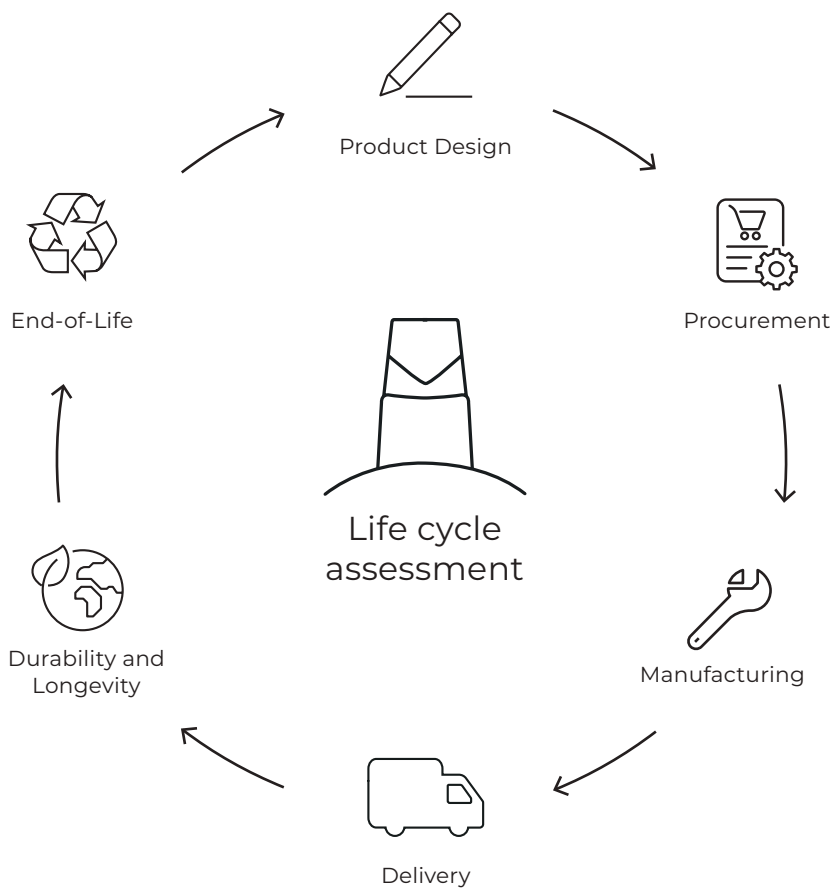 Product Design
Procurement
Manufacturing
Delivery
Durability and
Longevity
End-of-Life
Life cycle
assessment